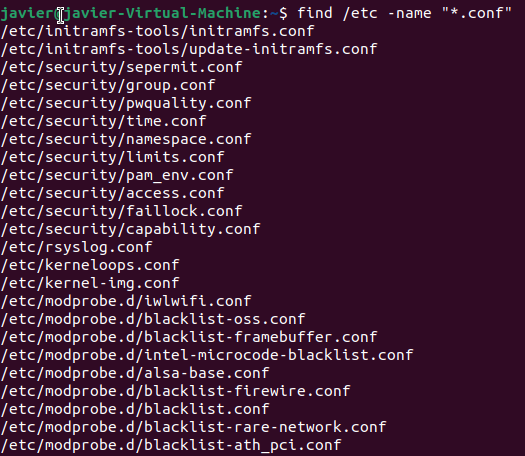 javier@javier-Virtual-Machine:~$ find /etc -name "*.conf"
/etc/initramfs-tools/initramfs.conf
/etc/initramfs-tools/update-initramfs.conf
/etc/security/sepermit.conf
/etc/security/group.conf
/etc/security/pwquality.conf
/etc/security/time.conf
/etc/security/namespace.conf
/etc/security/limits.conf
/etc/security/pam_env.conf
/etc/security/access.conf
/etc/security/faillock.conf
/etc/security/capability.conf
/etc/rsyslog.conf
/etc/kerneloops.conf
/etc/kernel-img.conf
/etc/modprobe.d/iwlwifi.conf
/etc/modprobe.d/blacklist-oss.conf
/etc/modprobe.d/blacklist-framebuffer.conf
/etc/modprobe.d/intel-microcode-blacklist.conf
/etc/modprobe.d/alsa-base.conf
/etc/modprobe.d/blacklist-firewire.conf
/etc/modprobe.d/blacklist.conf
/etc/modprobe.d/blacklist-rare-network.conf
/etc/modprobe.d/blacklist-ath_pci.conf